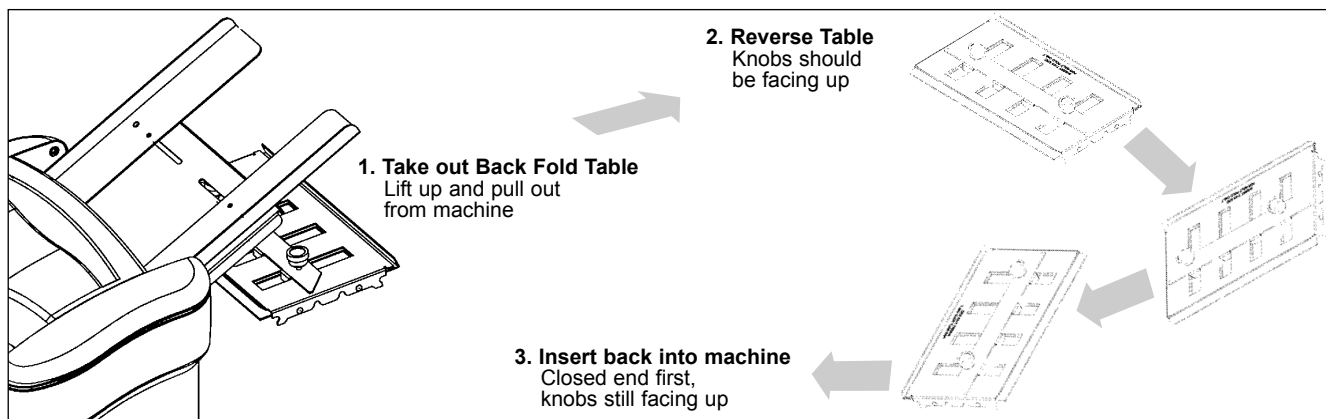 1. Take out Back Fold Table
Lift up and pull out
from machine
2. Reverse Table
Knobs should
be facing up
3. Insert back into machine
Closed end first,
knobs still facing up